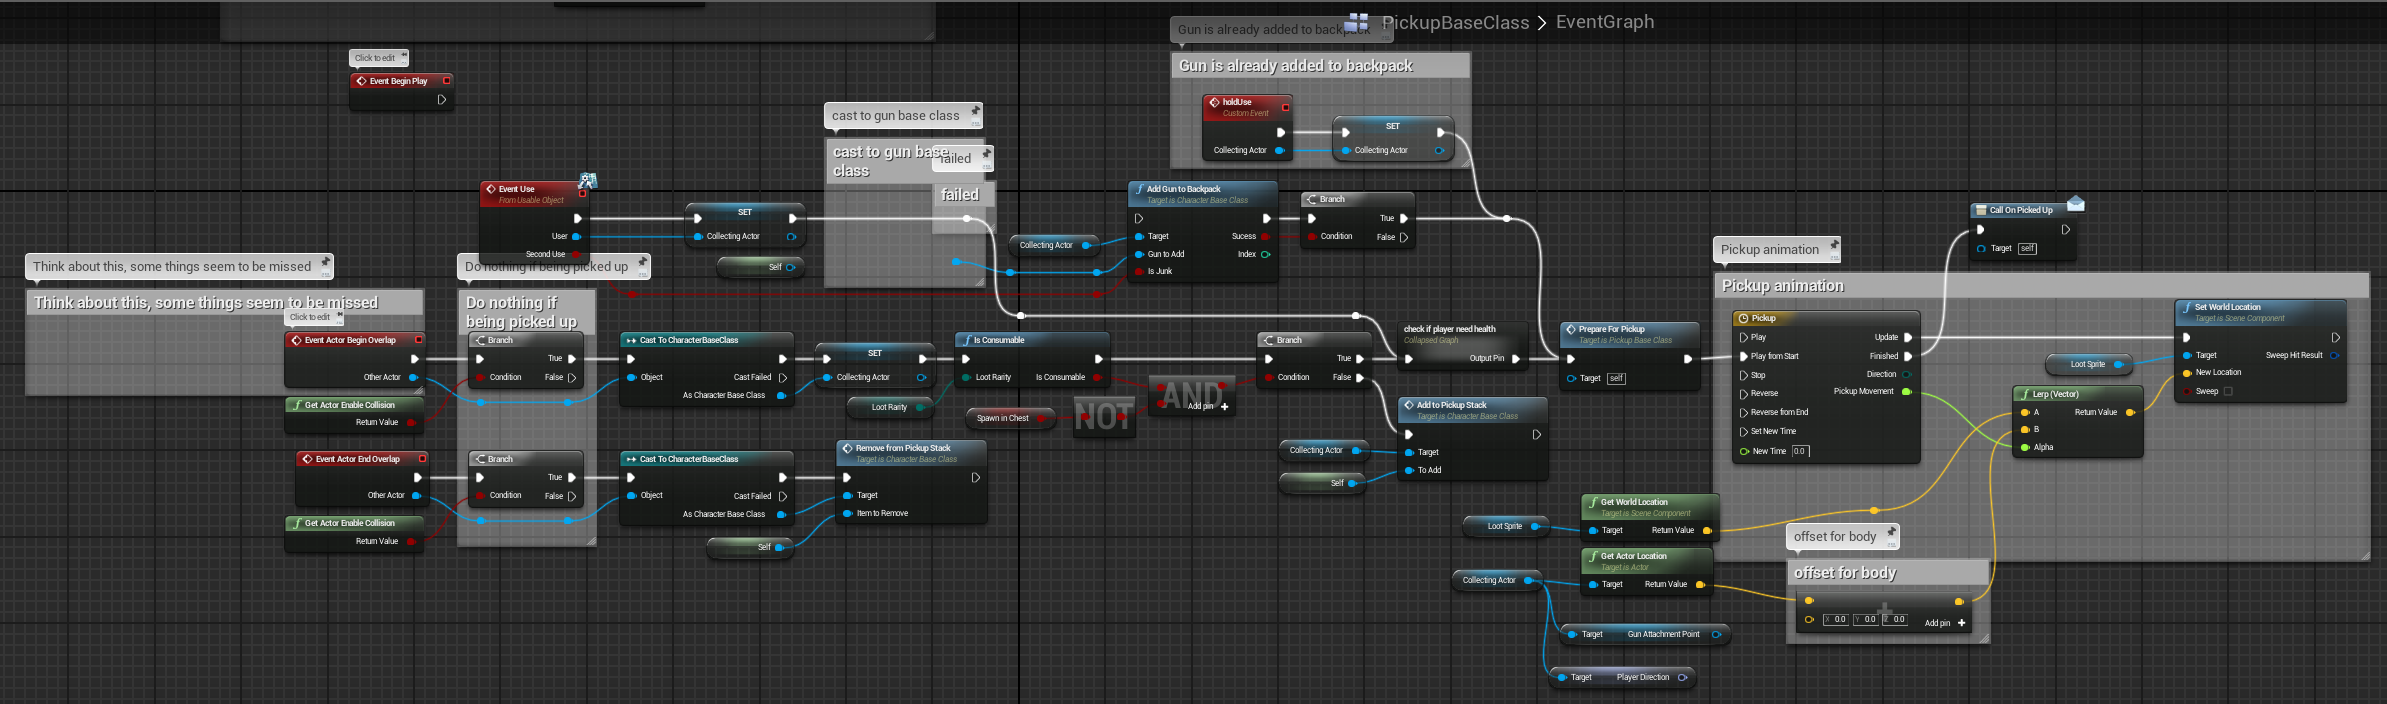 PickupBaseClass > EventGraph
Gun is already added to backpack
Gun is already added to backpack
Click to edit
Event Begin Play
holdUse
Custom Event
Collecting Actor
SET
Collecting Actor
cast to gun base class
cast to gun base
class
failed
failed
Event Use
From Usable Object
User
Second Use
SET
Collecting Actor
Self
Collecting Actor
Add Gun to Backpack
Target is Character Base Class
Target
Gun to Add
Is Junk
Sucess
Index
Branch
Condition
True
False
Think about this, some things seem to be missed
Think about this, some things seem to be missed
Do nothing if being picked up
Do nothing if
being picked up
Click to edit
Event Actor Begin Overlap
Other Actor
Get Actor Enable Collision
Return Value
Branch
Condition
True
False
Cast To CharacterBaseClass
Object
Cast Failed
As Character Base Class
SET
Collecting Actor
Loot Rarity
Is Consumable
Loot Rarity
Is Consumable
Spawn in Chest
NOT
AND
Add pin +
Branch
Condition
True
False
check if player need health
Collapsed Graph
Output Pin
Prepare For Pickup
Target is Pickup Base Class
Target
self
Add to Pickup Stack
Target is Character Base Class
Target
To Add
Collecting Actor
Self
Event Actor End Overlap
Other Actor
Get Actor Enable Collision
Return Value
Branch
Condition
True
False
Cast To CharacterBaseClass
Object
Cast Failed
As Character Base Class
Remove from Pickup Stack
Target is Character Base Class
Target
Item to Remove
Self
Call On Picked Up
Target
self
Pickup animation
Pickup animation
Pickup
Play
Play from Start
Stop
Reverse
Reverse from End
Set New Time
New Time
0.0
Update
Finished
Direction
Pickup Movement
Loot Sprite
Set World Location
Target is Scene Component
Target
New Location
Sweep
Sweep Hit Result
Lerp (Vector)
A
B
Alpha
Return Value
Loot Sprite
Get World Location
Target is Scene Component
Target
Return Value
Collecting Actor
Get Actor Location
Target is Actor
Target
Return Value
offset for body
offset for body
X 0.0
Y 0.0
Z 0.0
Add pin +
Target
Gun Attachment Point
Target
Player Direction